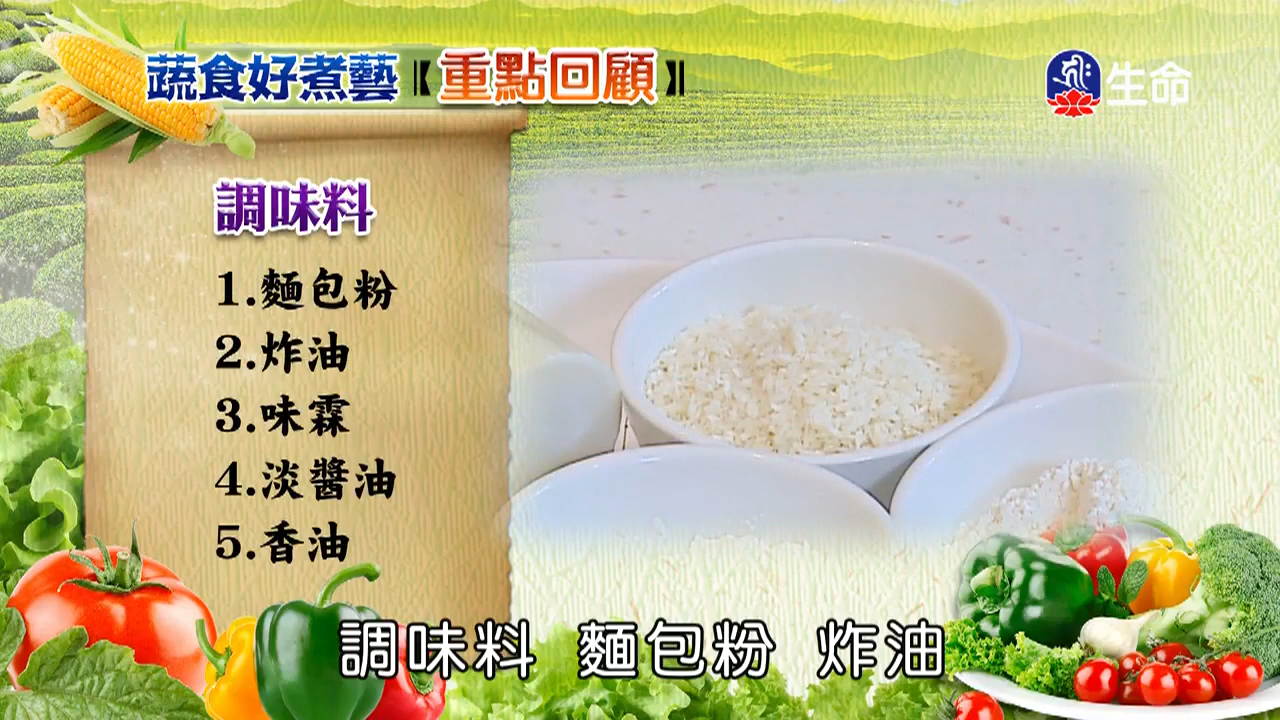 蔬食好煮藝【重點回顧】
生命
調味料
1.麵包粉
2.炸油
3.味霖
4.淡醬油
5.香油
調味料 麵包粉 炸油